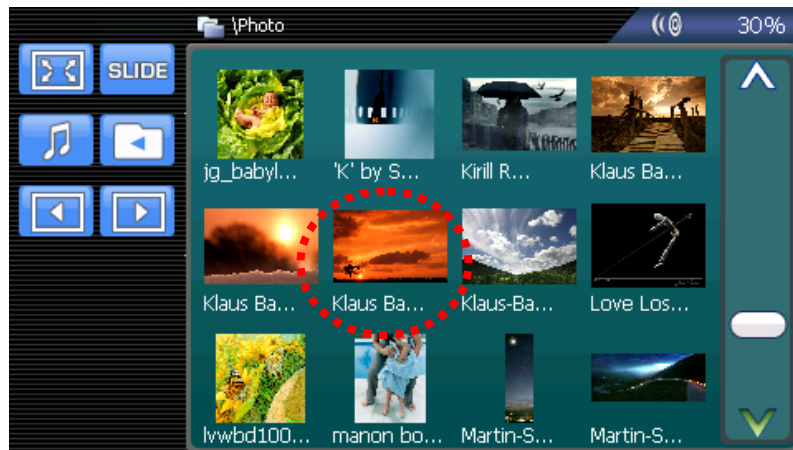 \Photo
30%
SLIDE
jg_babyl...
'K' by S...
Kirill R...
Klaus Ba...
Klaus Ba...
Klaus Ba...
Klaus-Ba...
Love Los...
lvwbd100...
manon bo...
Martin-S...
Martin-S...